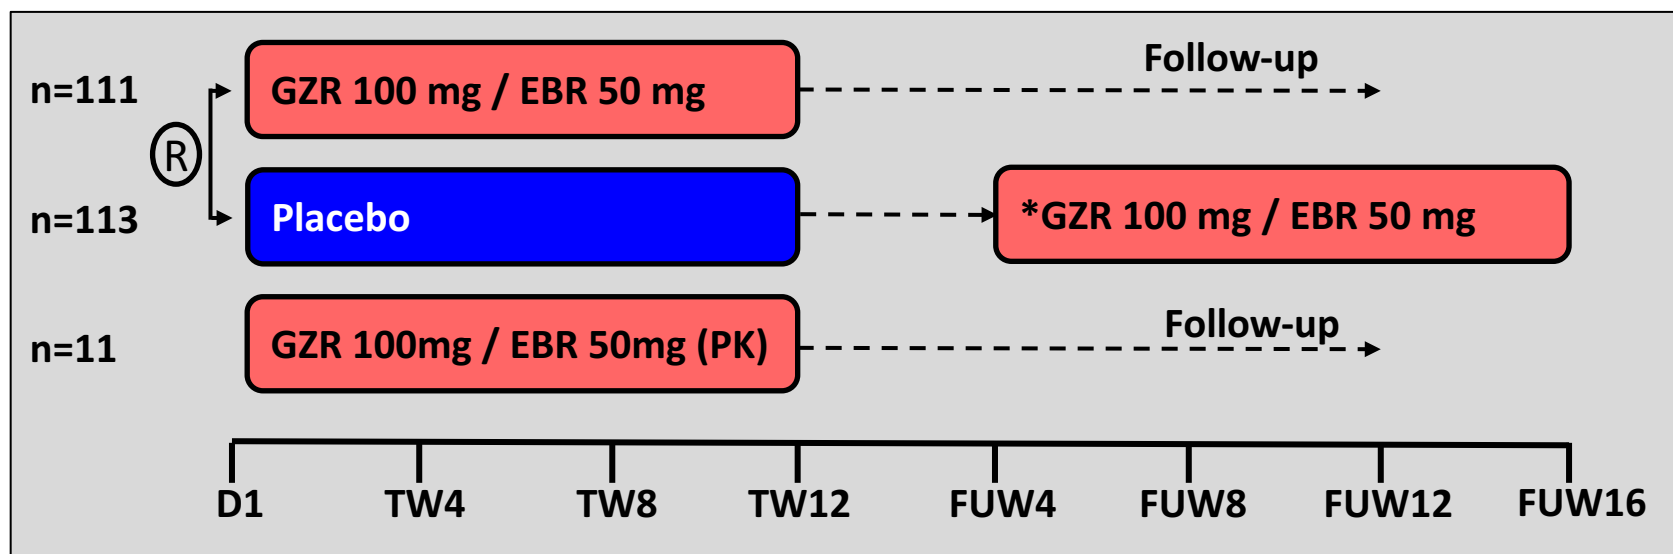 Follow-up
n=111
GZR 100 mg / EBR 50 mg
R
n=113
Placebo
*GZR 100 mg / EBR 50 mg
Follow-up
n=11
GZR 100mg / EBR 50mg (PK)
D1 TW4 TW8 TW12 FUW4 FUW8 FUW12 FUW16